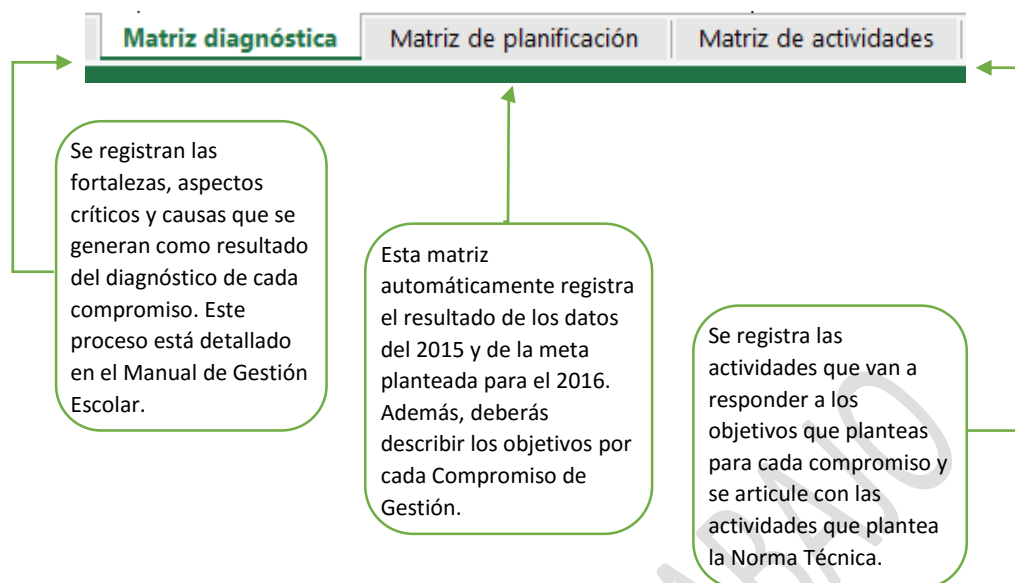 Matriz diagnóstica Matriz de planificación Matriz de actividades
Se registran las
fortalezas, aspectos
críticos y causas que se
generan como resultado
del diagnóstico de cada
compromiso. Este
proceso está detallado
en el Manual de Gestión
Escolar.
Esta matriz
automáticamente registra
el resultado de los datos
del 2015 y de la meta
planteada para el 2016.
Además, deberás
describir los objetivos por
cada Compromiso de
Gestión.
Se registra las
actividades que van a
responder a los
objetivos que planteas
para cada compromiso y
se articule con las
actividades que plantea
la Norma Técnica.